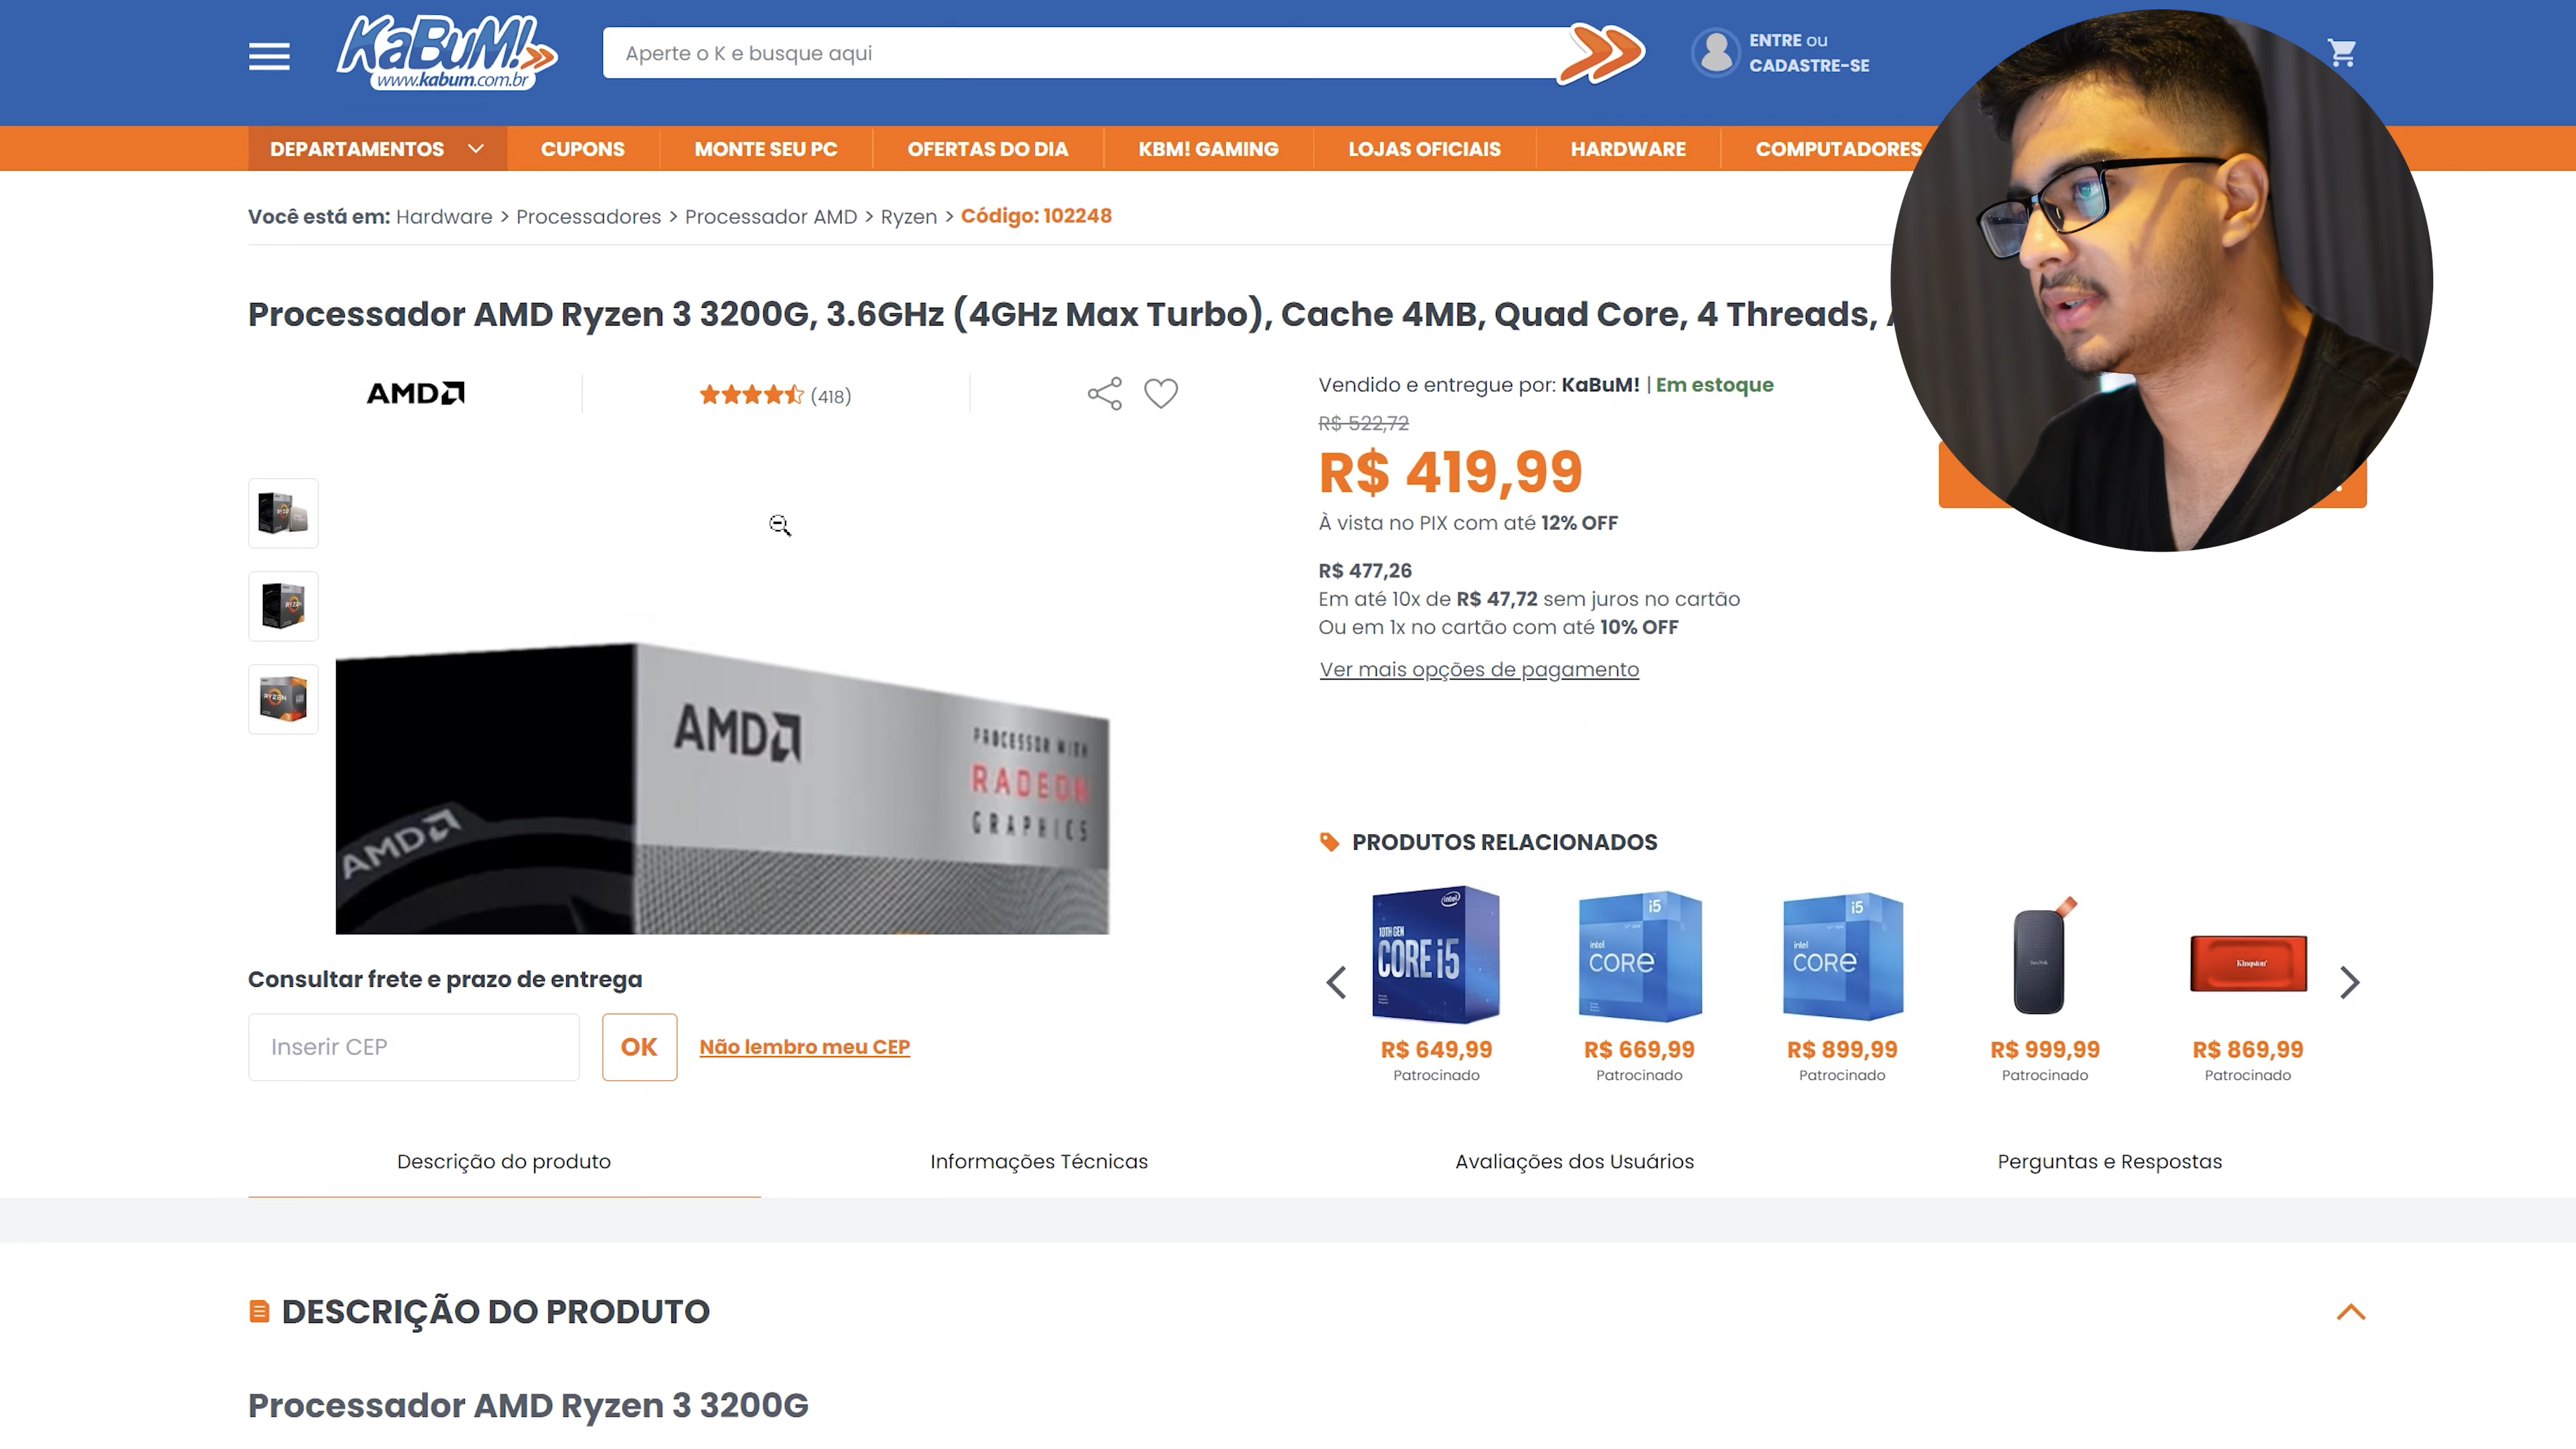 KaBuM!
www.kabum.com.br
Aperte o K e busque aqui
ENTRE ou
CADASTRE-SE
DEPARTAMENTOS
CUPONS
MONTE SEU PC
OFERTAS DO DIA
KBM! GAMING
LOJAS OFICIAIS
HARDWARE
COMPUTADORES
Você está em: Hardware > Processadores > Processador AMD > Ryzen > Código: 102248
Processador AMD Ryzen 3 3200G, 3.6GHz (4GHz Max Turbo), Cache 4MB, Quad Core, 4 Threads,
AMD
(418)
Vendido e entregue por: KaBuM! | Em estoque
R$ 522,72
R$ 419,99
À vista no PIX com até 12% OFF
R$ 477,26
Em até 10x de R$ 47,72 sem juros no cartão
Ou em 1x no cartão com até 10% OFF
Ver mais opções de pagamento
AMD
PROCESSOR WITH
RADEON
GRAPHICS
AMD
PRODUTOS RELACIONADOS
intel
10TH GEN
CORE i5
i5
intel
CORE
i5
intel
CORE
Kingston
R$ 649,99
Patrocinado
R$ 669,99
Patrocinado
R$ 899,99
Patrocinado
R$ 999,99
Patrocinado
R$ 869,99
Patrocinado
Consultar frete e prazo de entrega
Inserir CEP
OK
Não lembro meu CEP
Descrição do produto
Informações Técnicas
Avaliações dos Usuários
Perguntas e Respostas
DESCRIÇÃO DO PRODUTO
Processador AMD Ryzen 3 3200G